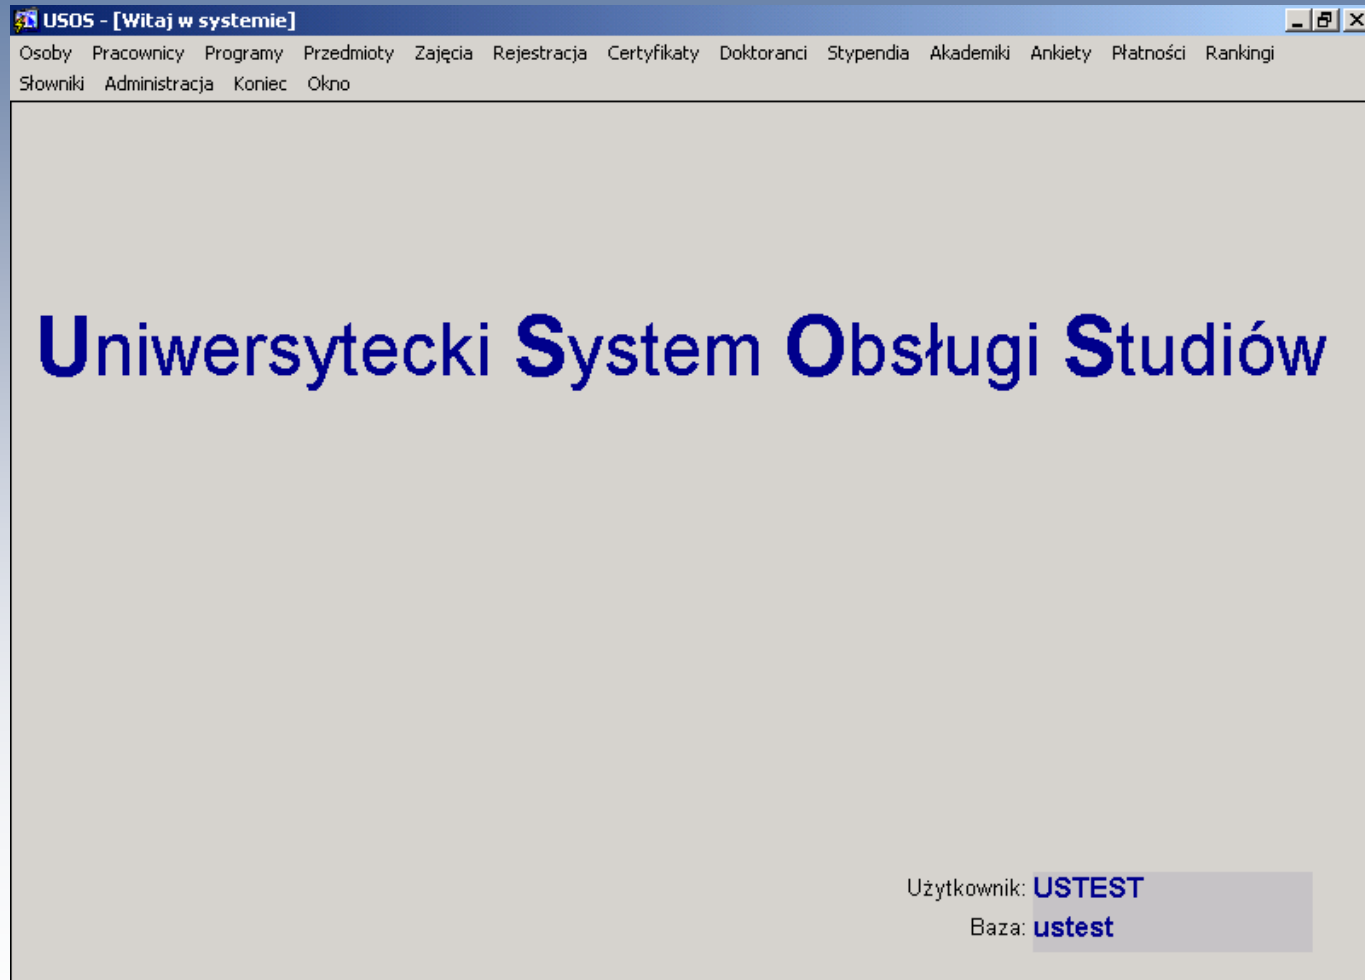 USOS - [Witaj w systemie]
Osoby Pracownicy Programy Przedmioty Zajęcia Rejestracja Certyfikaty Doktoranci Stypendia Akademiki Ankiety Płatności Rankingi
Słowniki Administracja Koniec Okno
Uniwersytecki System Obsługi Studiów
Użytkownik: USTEST
Baza: ustest